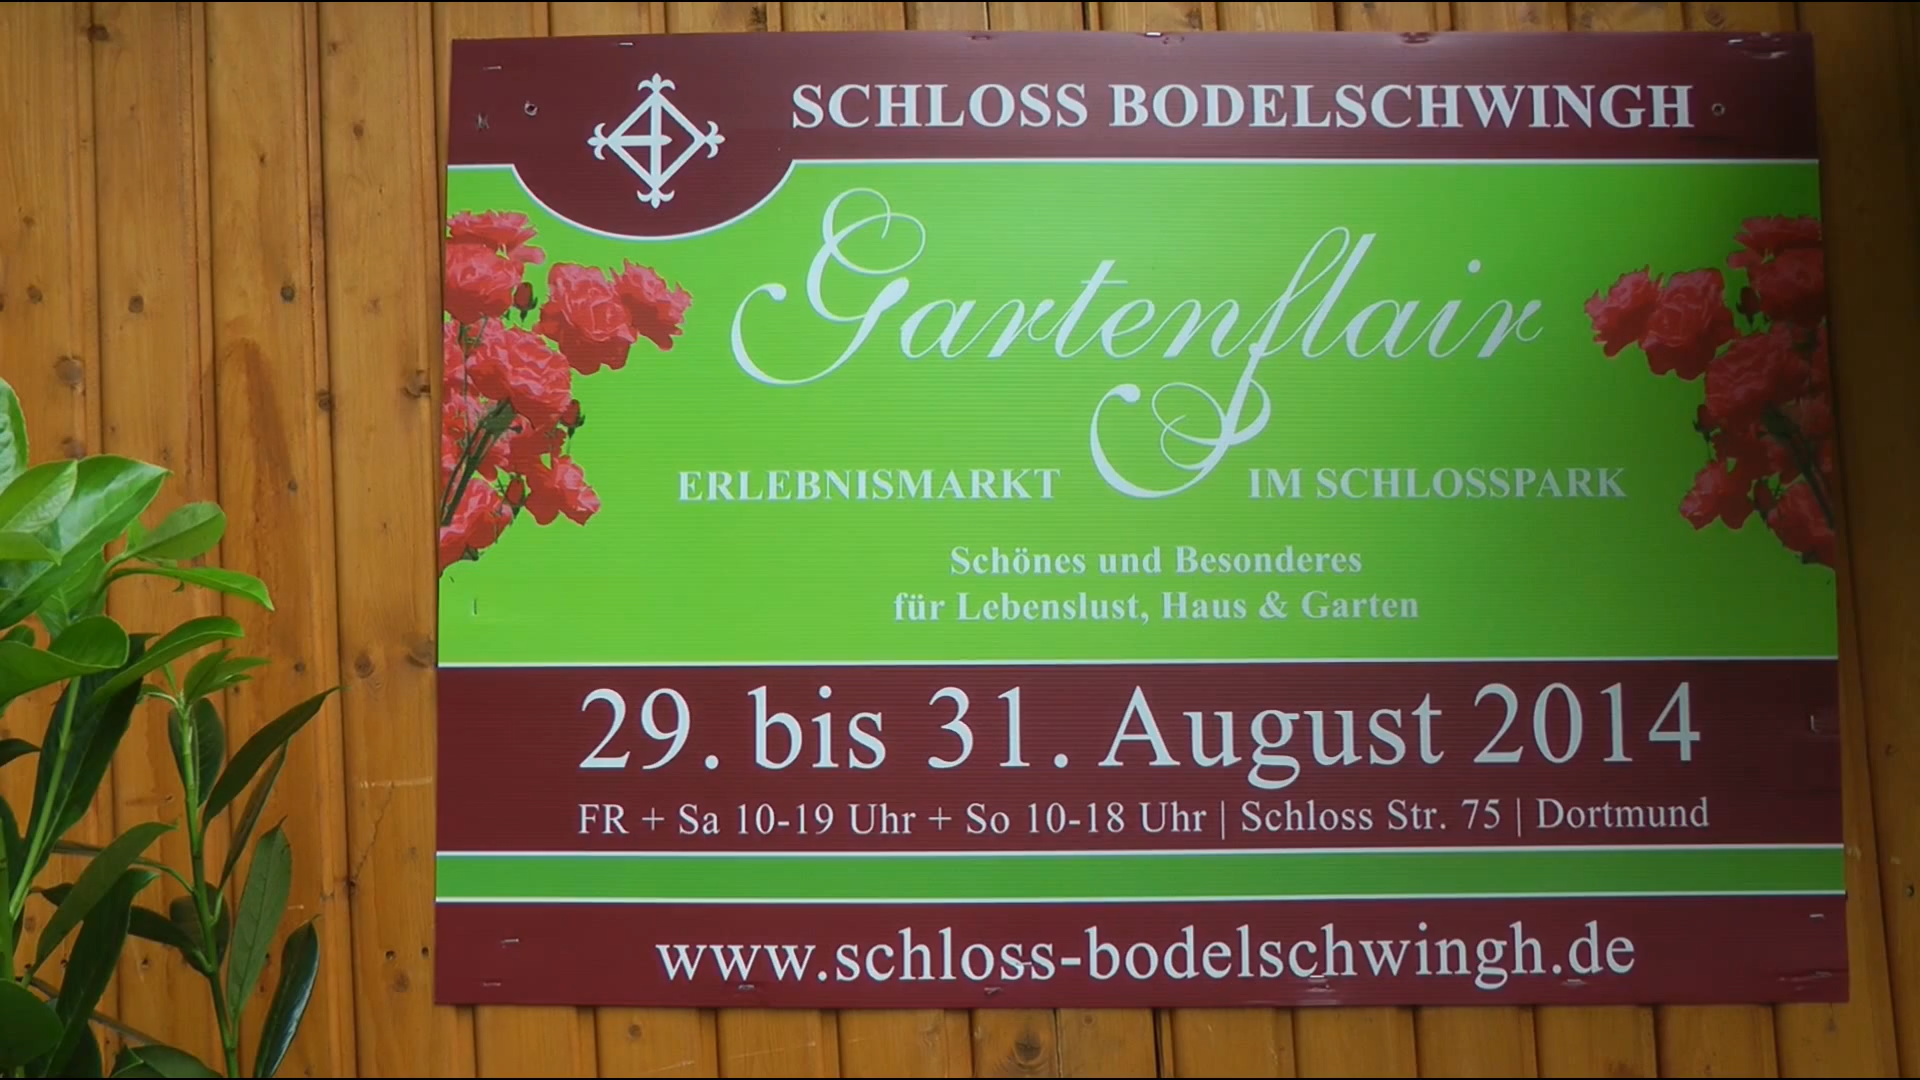 SCHLOSS BODELSCHWINGH
Gartenflair
ERLEBNISMARKT IM SCHLOSSPARK
Schönes und Besonderes
für Lebenslust, Haus & Garten
29. bis 31. August 2014
FR + Sa 10-19 Uhr + So 10-18 Uhr | Schloss Str. 75 | Dortmund
www.schloss-bodelschwingh.de